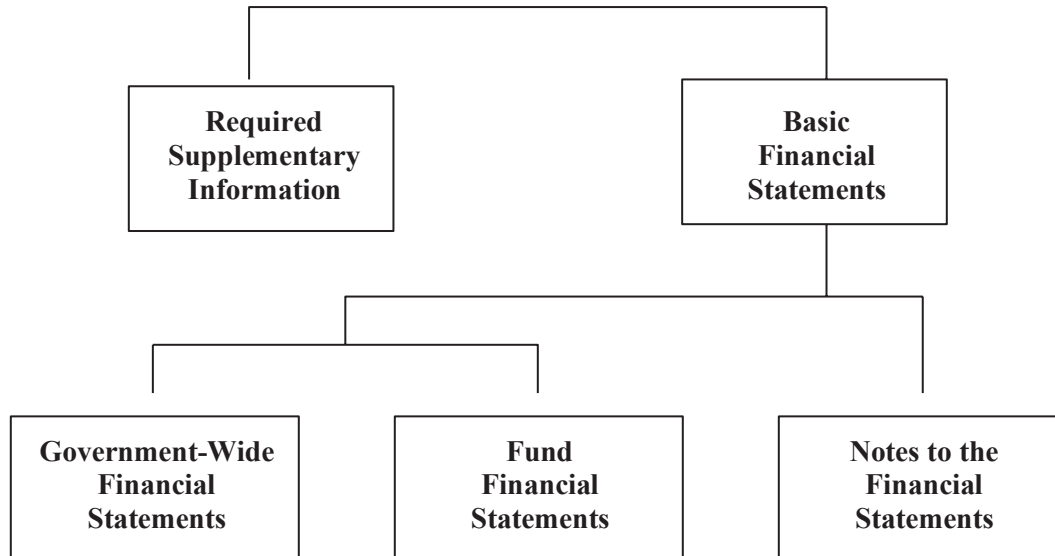 Required
Supplementary
Information
Basic
Financial
Statements
Government-Wide
Financial
Statements
Fund
Financial
Statements
Notes to the
Financial
Statements